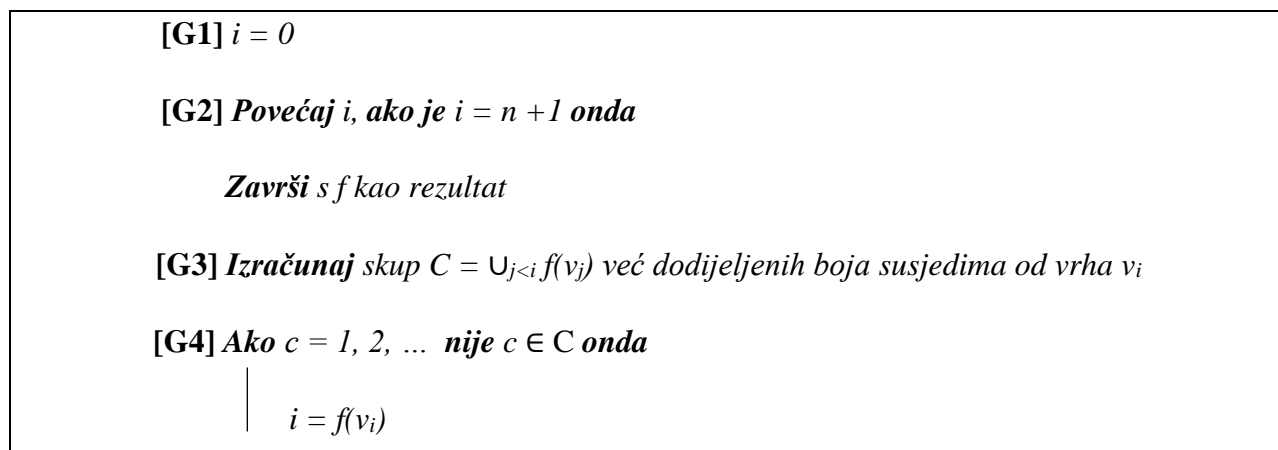 [G1] i = 0
[G2] Povećaj i, ako je i = n +1 onda
Završi s f kao rezultat
[G3] Izračunaj skup C = ∪j<i f(vj) već dodijeljenih boja susjedima od vrha vi
[G4] Ako c = 1, 2, … nije c ∈ C onda
i = f(vi)